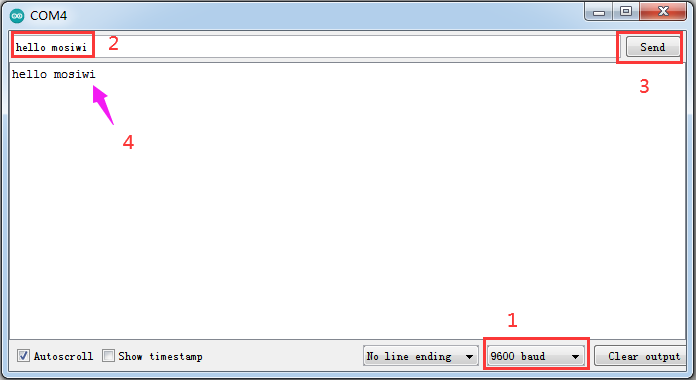 COM4
hello mosiwi 2 Send
3
hello mosiwi
4
1
Autoscroll Show timestamp No line ending 9600 baud Clear output